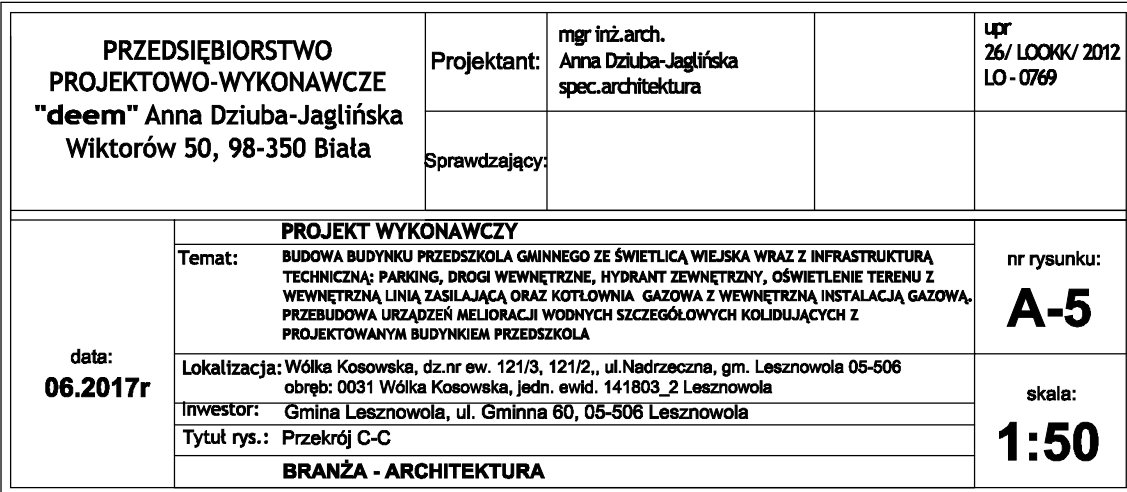 PRZEDSIĘBIORSTWO
PROJEKTOWO-WYKONAWCZE
"deem" Anna Dziuba-Jaglińska
Wiktorów 50, 98-350 Biała
Projektant:
mgr inż.arch.
Anna Dziuba-Jaglińska
spec.architektura
upr
26/ LOOKK/ 2012
LO - 0769
Sprawdzający:
data:
06.2017r
PROJEKT WYKONAWCZY
Temat:
BUDOWA BUDYNKU PRZEDSZKOLA GMINNEGO ZE ŚWIETLICĄ WIEJSKA WRAZ Z INFRASTRUKTURĄ
TECHNICZNĄ: PARKING, DROGI WEWNĘTRZNE, HYDRANT ZEWNĘTRZNY, OŚWIETLENIE TERENU Z
WEWNĘTRZNĄ LINIĄ ZASILAJĄCĄ ORAZ KOTŁOWNIA GAZOWA Z WEWNĘTRZNĄ INSTALACJĄ GAZOWĄ.
PRZEBUDOWA URZĄDZEŃ MELIORACJI WODNYCH SZCZEGÓŁOWYCH KOLIDUJĄCYCH Z
PROJEKTOWANYM BUDYNKIEM PRZEDSZKOLA
Lokalizacja: Wólka Kosowska, dz.nr ew. 121/3, 121/2,, ul.Nadrzeczna, gm. Lesznowola 05-506
obręb: 0031 Wólka Kosowska, jedn. ewid. 141803_2 Lesznowola
Inwestor: Gmina Lesznowola, ul. Gminna 60, 05-506 Lesznowola
Tytuł rys.: Przekrój C-C
BRANŻA - ARCHITEKTURA
nr rysunku:
A-5
skala:
1:50